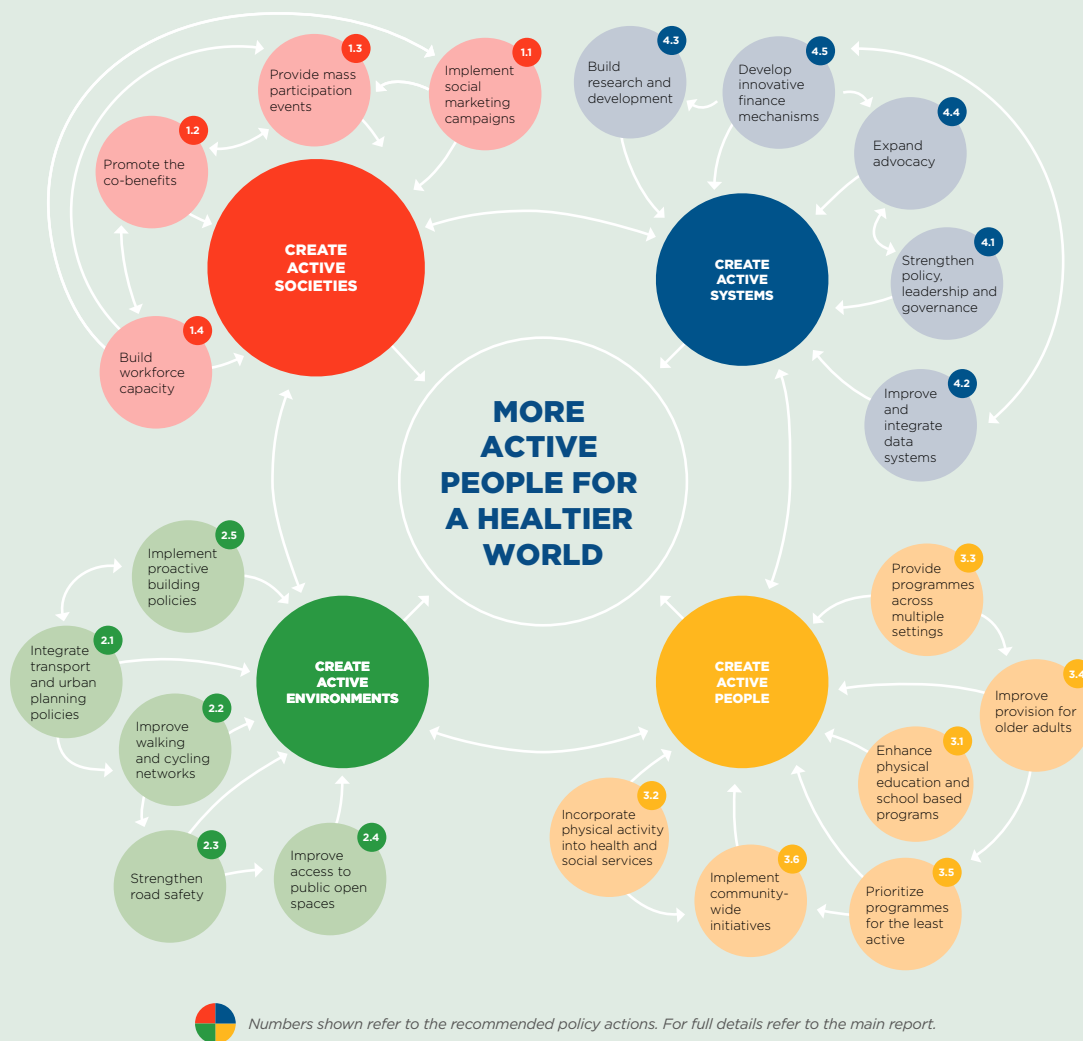 1.3
Provide mass
participation
events
1.1
Implement
social
marketing
campaigns
1.2
Promote the
co-benefits
1.4
Build
workforce
capacity
CREATE
ACTIVE
SOCIETIES
4.3
Build
research and
development
4.5
Develop
innovative
finance
mechanisms
4.4
Expand
advocacy
4.1
Strengthen
policy,
leadership and
governance
4.2
Improve
and
integrate
data
systems
CREATE
ACTIVE
SYSTEMS
MORE
ACTIVE
PEOPLE FOR
A HEALTIER
WORLD
2.5
Implement
proactive
building
policies
2.1
Integrate
transport
and urban
planning
policies
2.2
Improve
walking
and cycling
networks
2.3
Strengthen
road safety
2.4
Improve
access to
public open
spaces
CREATE
ACTIVE
ENVIRONMENTS
3.3
Provide
programmes
across
multiple
settings
3.4
Improve
provision for
older adults
3.1
Enhance
physical
education and
school based
programs
3.2
Incorporate
physical activity
into health and
social services
3.6
Implement
community-
wide
initiatives
3.5
Prioritize
programmes
for the least
active
CREATE
ACTIVE
PEOPLE
Numbers shown refer to the recommended policy actions. For full details refer to the main report.